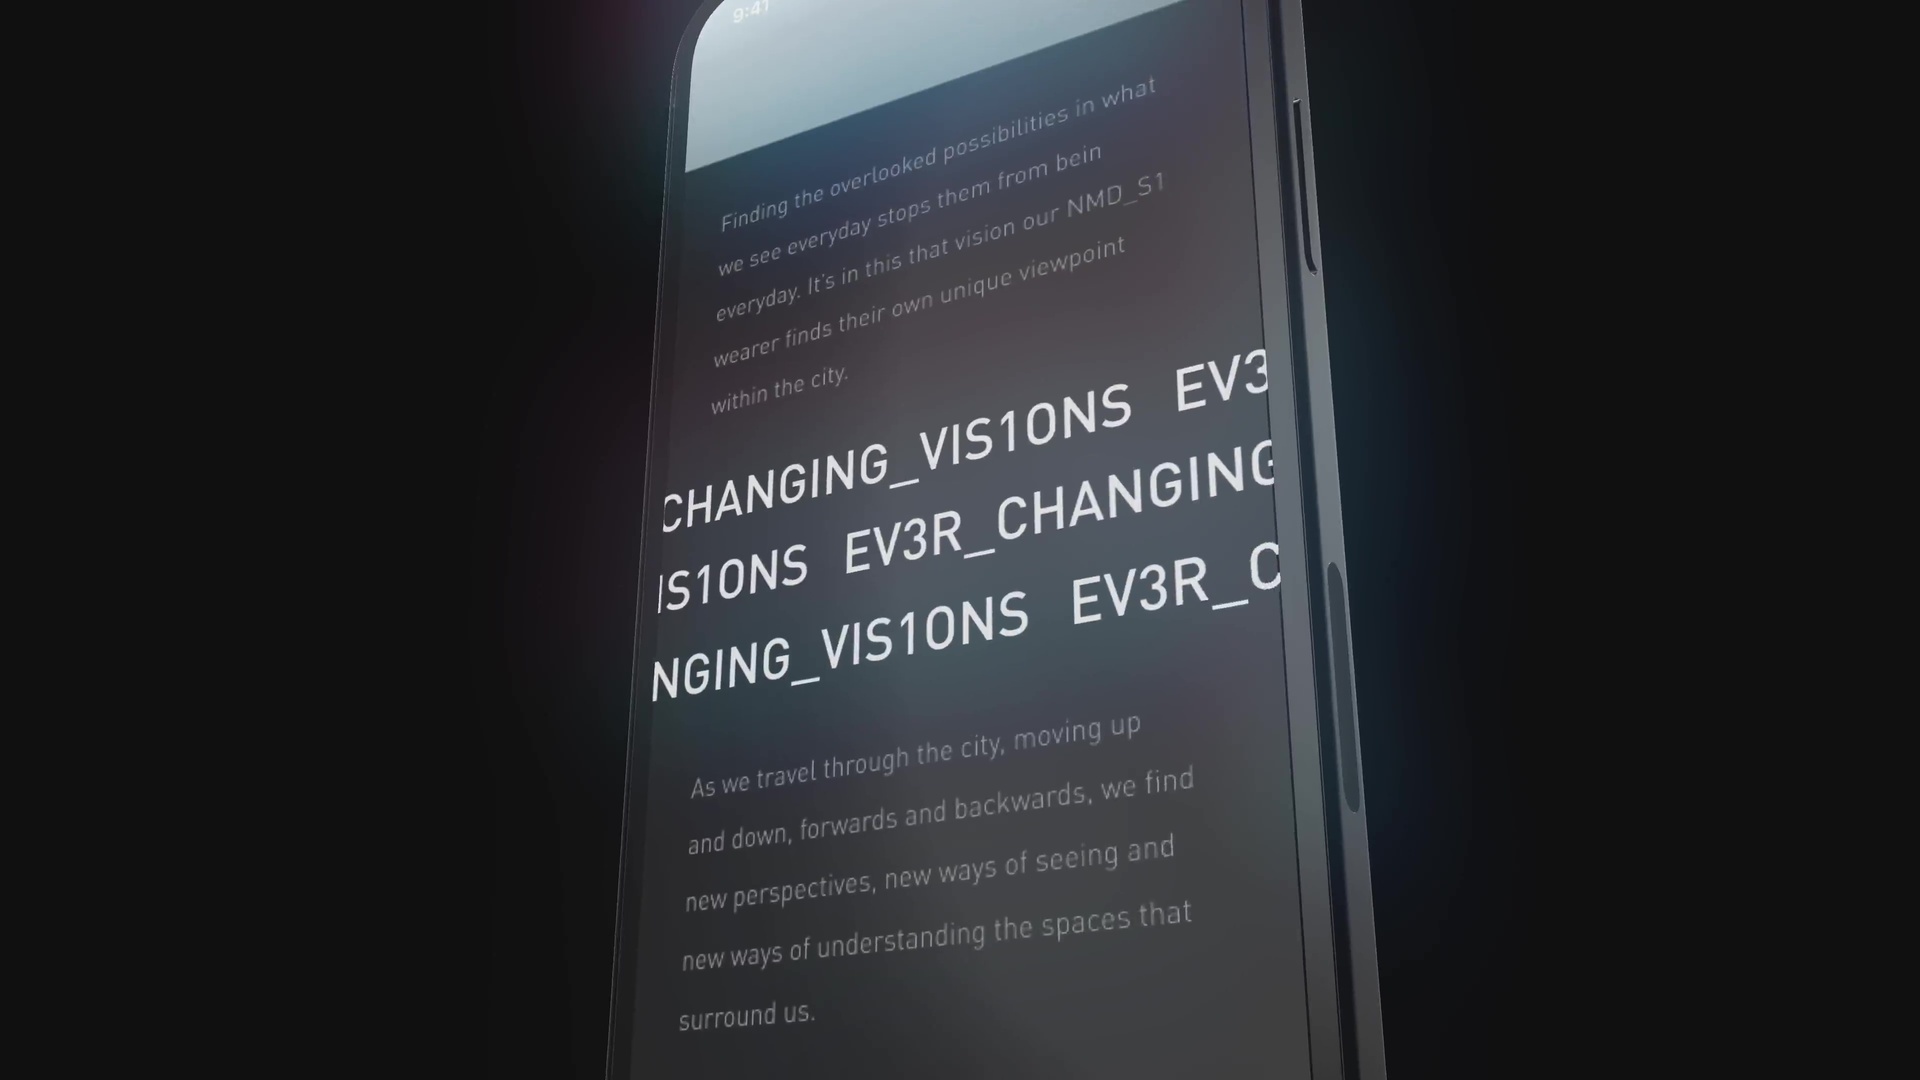 9:41
Finding the overlooked possibilities in what
we see everyday stops them from bein
everyday. It's in this that vision our NMD_S1
wearer finds their own unique viewpoint
within the city.
CHANGING_VIS1ONS EV3
IS1ONS EV3R_CHANGING
NGING_VIS1ONS EV3R_C
As we travel through the city, moving up
and down, forwards and backwards, we find
new perspectives, new ways of seeing and
new ways of understanding the spaces that
surround us.